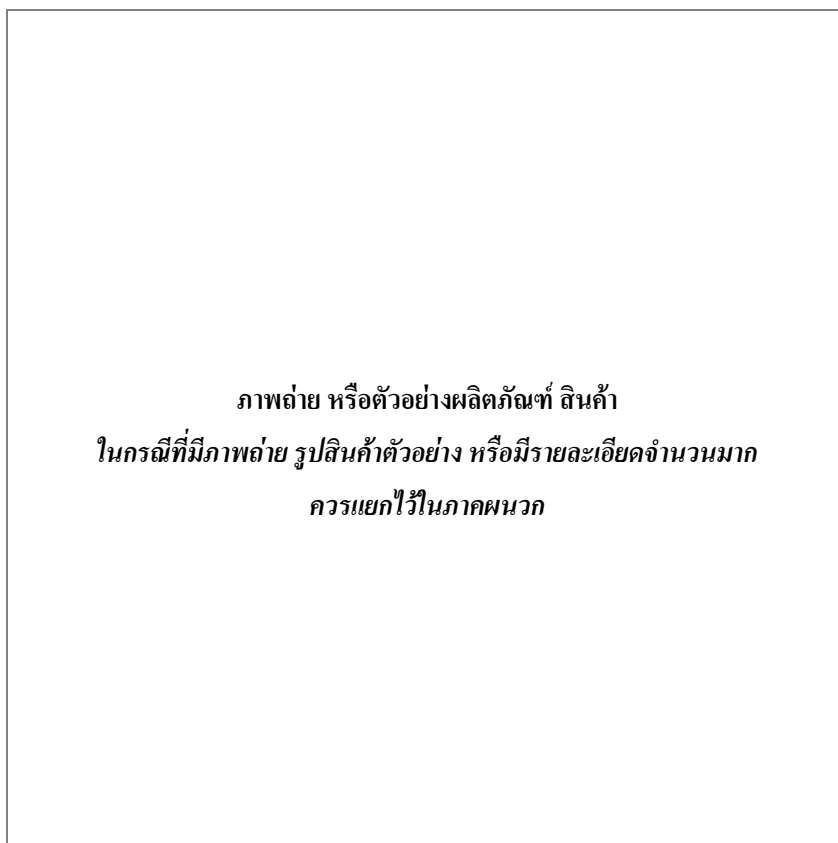 ภาพถ่าย หรือตัวอย่างผลิตภัณฑ์ สินค้า
ในกรณีที่มีภาพถ่าย รูปสินค้าตัวอย่าง หรือมีรายละเอียดจำนวนมาก
ควรแยกไว้ในภาคผนวก